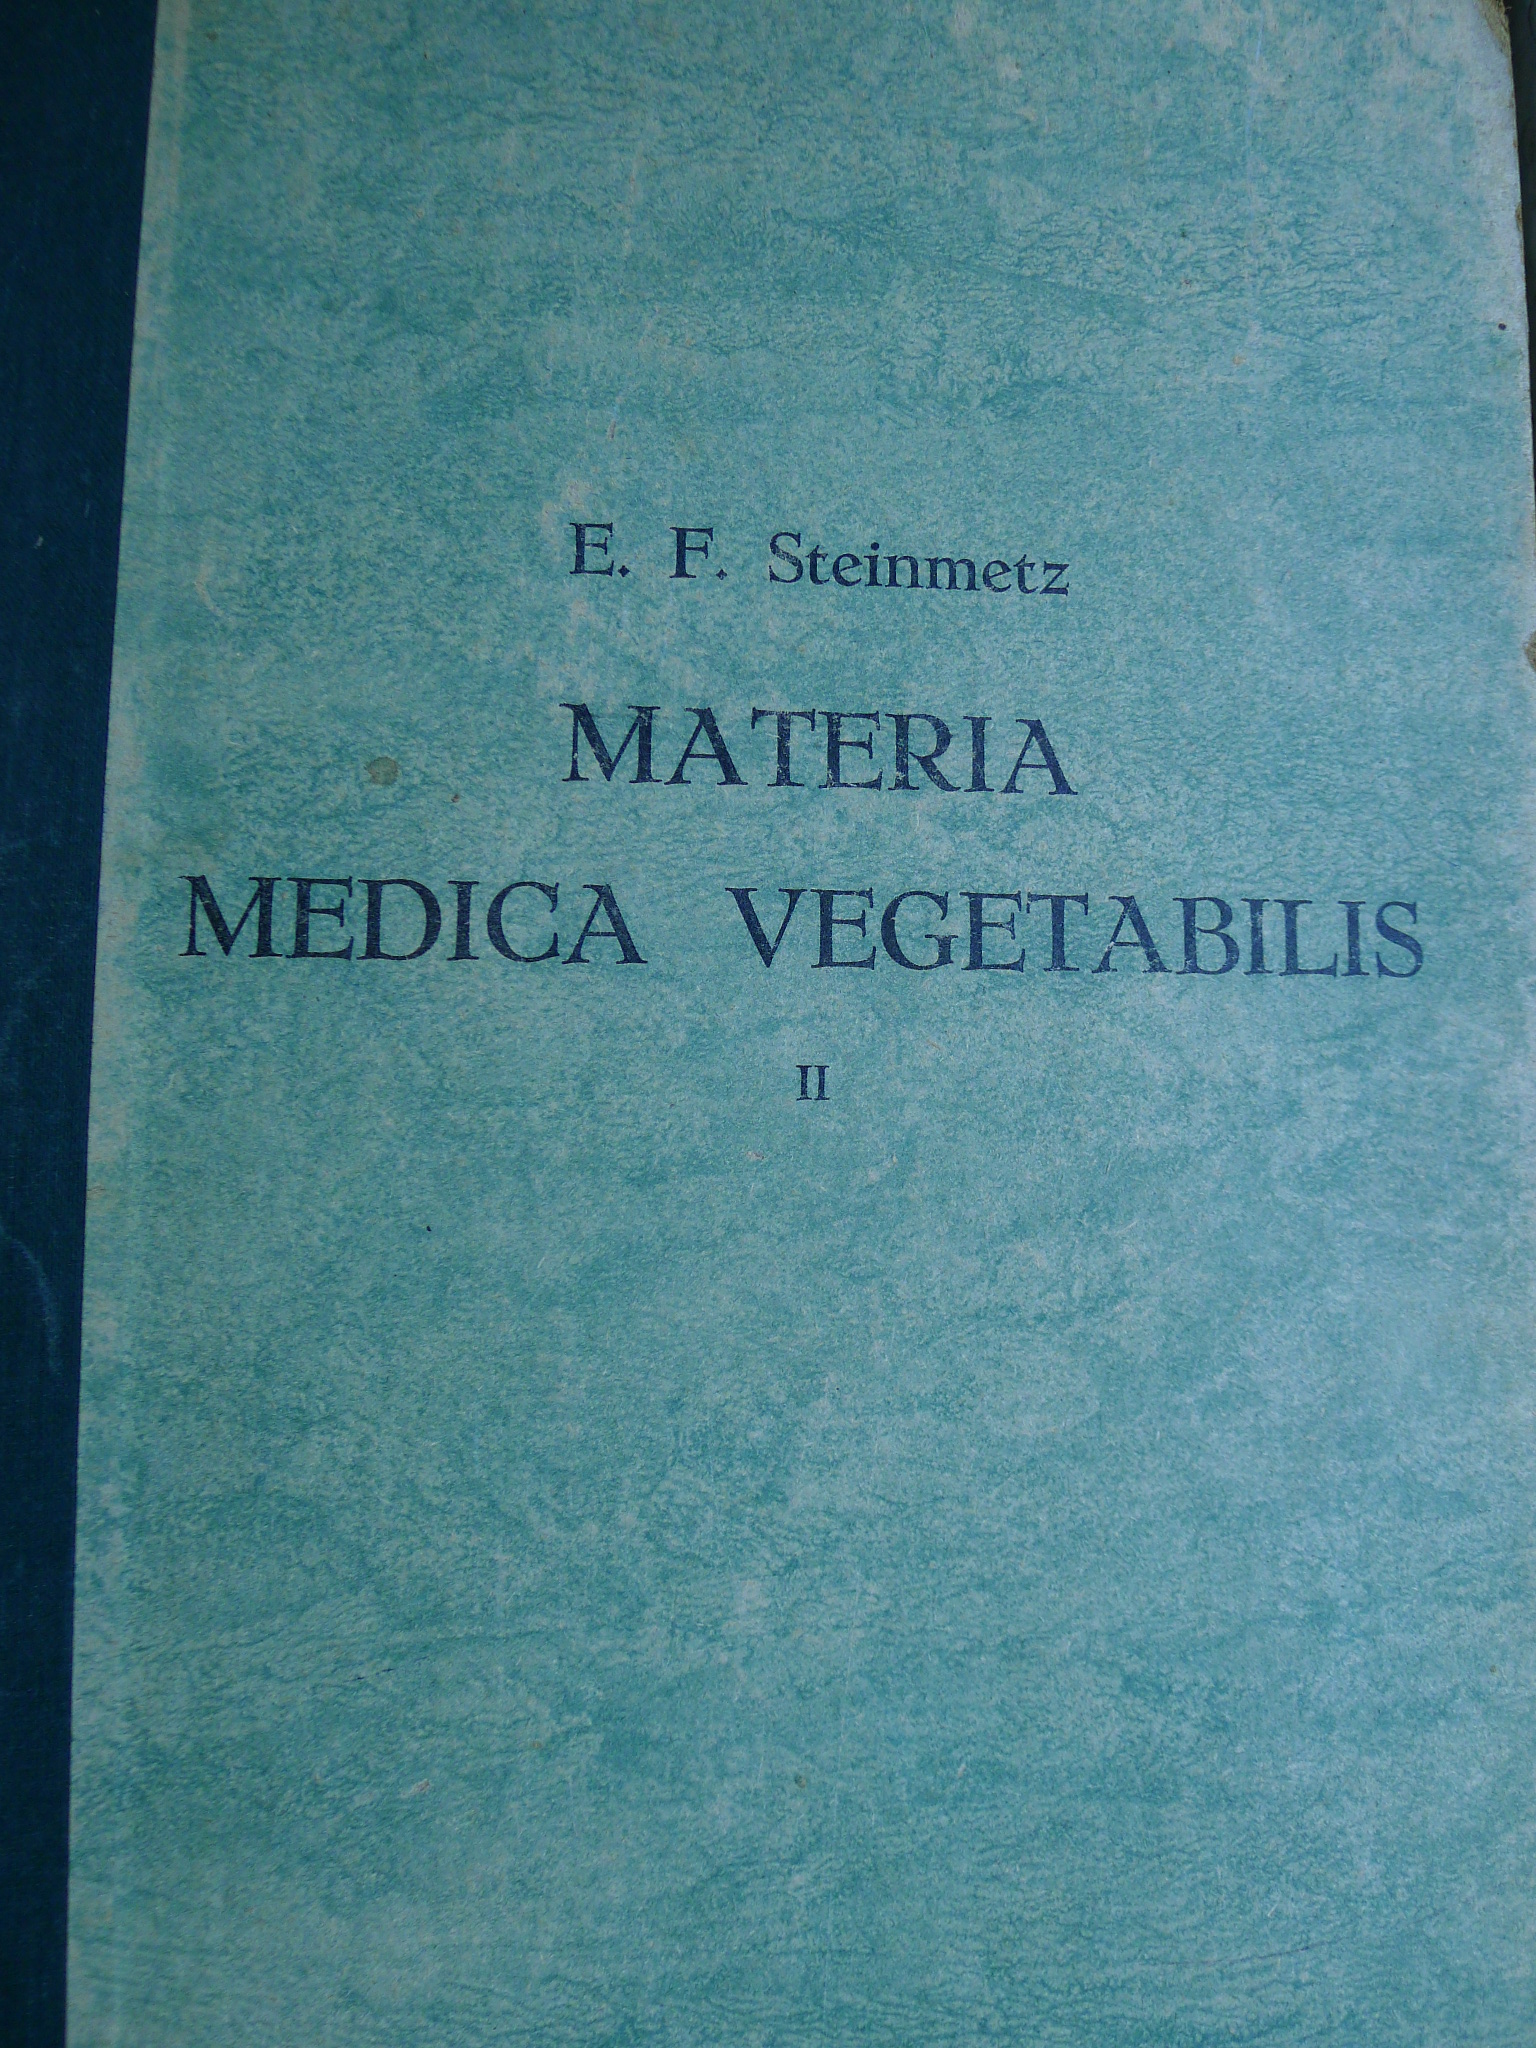 E. F. Steinmetz
MATERIA
MEDICA VEGETABILIS
II